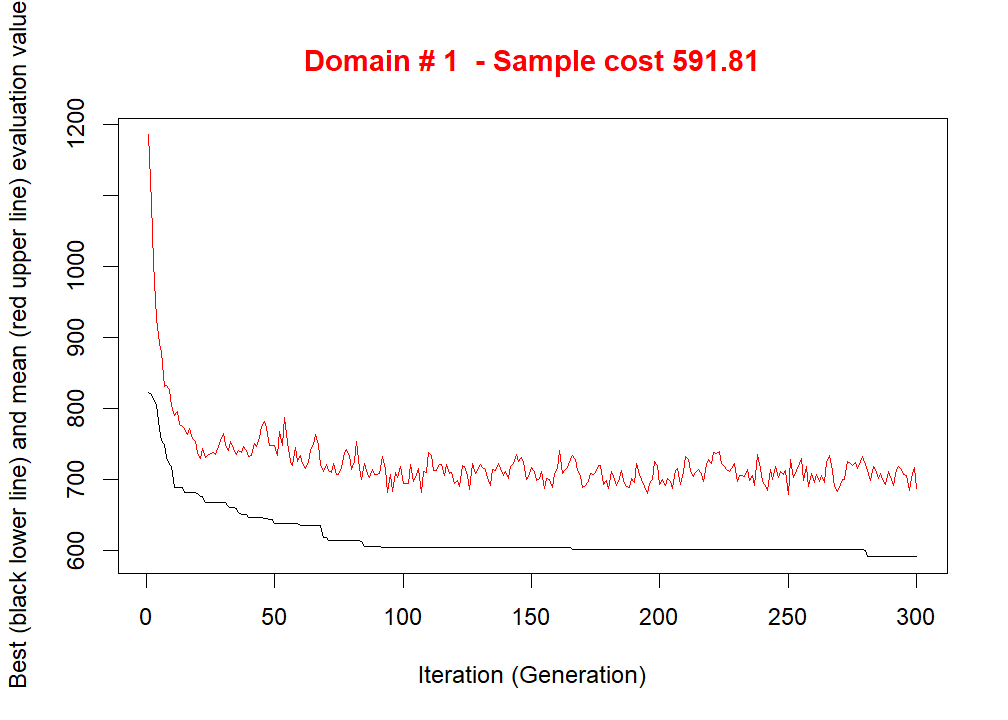 Domain # 1  - Sample cost 591.81
Best (black lower line) and mean (red upper line) evaluation value
1200
1000
900
800
700
600
0 50 100 150 200 250 300
Iteration (Generation)